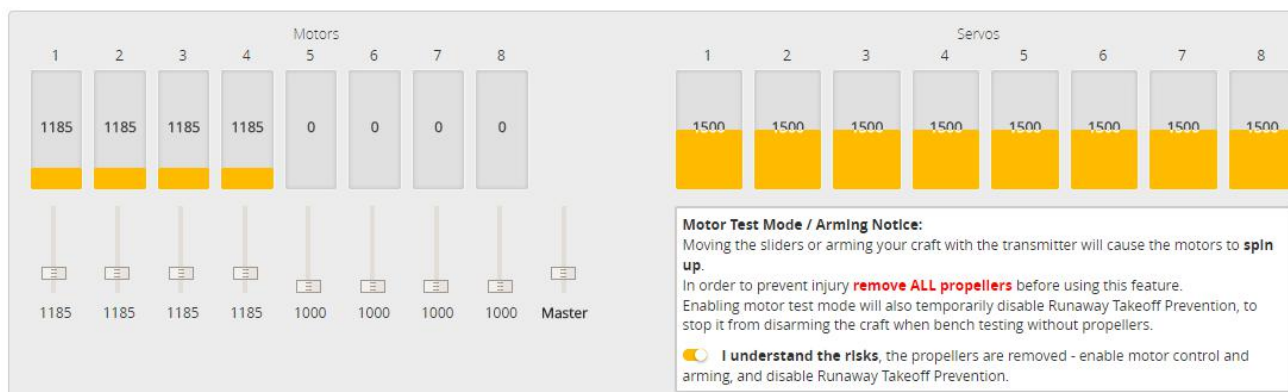 Motors
1 2 3 4 5 6 7 8
1185 1185 1185 1185 0 0 0 0
1185 1185 1185 1185 1000 1000 1000 1000 Master
Servos
1 2 3 4 5 6 7 8
1500 1500 1500 1500 1500 1500 1500 1500
Motor Test Mode / Arming Notice:
Moving the sliders or arming your craft with the transmitter will cause the motors to spin
up.
In order to prevent injury remove ALL propellers before using this feature.
Enabling motor test mode will also temporarily disable Runaway Takeoff Prevention, to
stop it from disarming the craft when bench testing without propellers.
I understand the risks, the propellers are removed - enable motor control and
arming, and disable Runaway Takeoff Prevention.